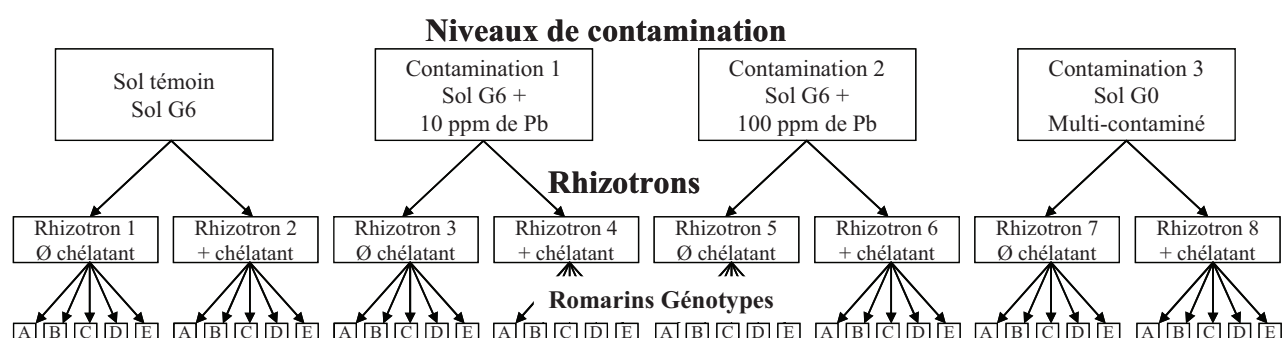 Niveaux de contamination
Sol témoin
Sol G6
Contamination 1
Sol G6 +
10 ppm de Pb
Contamination 2
Sol G6 +
100 ppm de Pb
Contamination 3
Sol G0
Multi-contaminé
Rhizotrons
Rhizotron 1
Ø chélatant
Rhizotron 2
+ chélatant
Rhizotron 3
Ø chélatant
Rhizotron 4
+ chélatant
Rhizotron 5
Ø chélatant
Rhizotron 6
+ chélatant
Rhizotron 7
Ø chélatant
Rhizotron 8
+ chélatant
Romarins Génotypes
A B C D E A B C D E A B C D E A B C D E A B C D E A B C D E A B C D E A B C D E